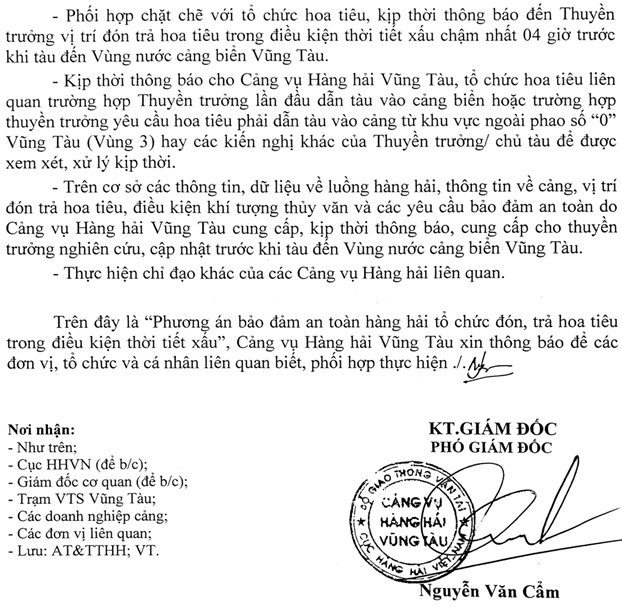 - Phối hợp chặt chẽ với tổ chức hoa tiêu, kịp thời thông báo đến Thuyền
trưởng vị trí đón trả hoa tiêu trong điều kiện thời tiết xấu chậm nhất 04 giờ trước
khi tàu đến Vùng nước cảng biển Vũng Tàu.
- Kịp thời thông báo cho Cảng vụ Hàng hải Vũng Tàu, tổ chức hoa tiêu liên
quan trường hợp Thuyền trưởng lần đầu dẫn tàu vào cảng biển hoặc trường hợp
thuyền trưởng yêu cầu hoa tiêu phải dẫn tàu vào cảng từ khu vực ngoài phao số “0”
Vũng Tàu (Vùng 3) hay các kiến nghị khác của Thuyền trưởng/ chủ tàu để được
xem xét, xử lý kịp thời.
- Trên cơ sở các thông tin, dữ liệu về luồng hàng hải, thông tin về cảng, vị trí
đón trả hoa tiêu, điều kiện khí tượng thủy văn và các yêu cầu bảo đảm an toàn do
Cảng vụ Hàng hải Vũng Tàu cung cấp, kịp thời thông báo, cung cấp cho thuyền
trưởng nghiên cứu, cập nhật trước khi tàu đến Vùng nước cảng biển Vũng Tàu.
- Thực hiện chỉ đạo khác của các Cảng vụ Hàng hải liên quan.
Trên đây là “Phương án bảo đảm an toàn hàng hải tổ chức đón, trả hoa tiêu
trong điều kiện thời tiết xấu”, Cảng vụ Hàng hải Vũng Tàu xin thông báo để các
đơn vị, tổ chức và cá nhân liên quan biết, phối hợp thực hiện ./.
Nơi nhận:
- Như trên;
- Cục HHVN (để b/c);
- Giám đốc cơ quan (để b/c);
- Trạm VTS Vũng Tàu;
- Các doanh nghiệp cảng;
- Các đơn vị liên quan;
- Lưu: AT&TTHH; VT.
KT.GIÁM ĐỐC
PHÓ GIÁM ĐỐC
BỘ GIAO THÔNG VẬN TẢI
CẢNG VỤ
HÀNG HẢI
VŨNG TÀU
CỤC HÀNG HẢI VIỆT NAM
Nguyễn Văn Cẩm